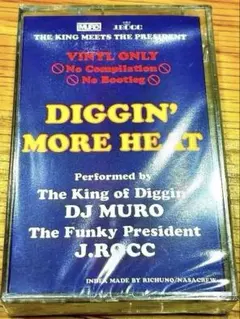 MURO J.ROCC
THE KING MEETS THE PRESIDENT
VINYL ONLY
No Compilation
No Bootleg
DIGGIN'
MORE HEAT
Performed by
The King of Diggin'
DJ MURO
The Funky President
J.ROCC
INDEX MADE BY RICHUNO/NASACREW